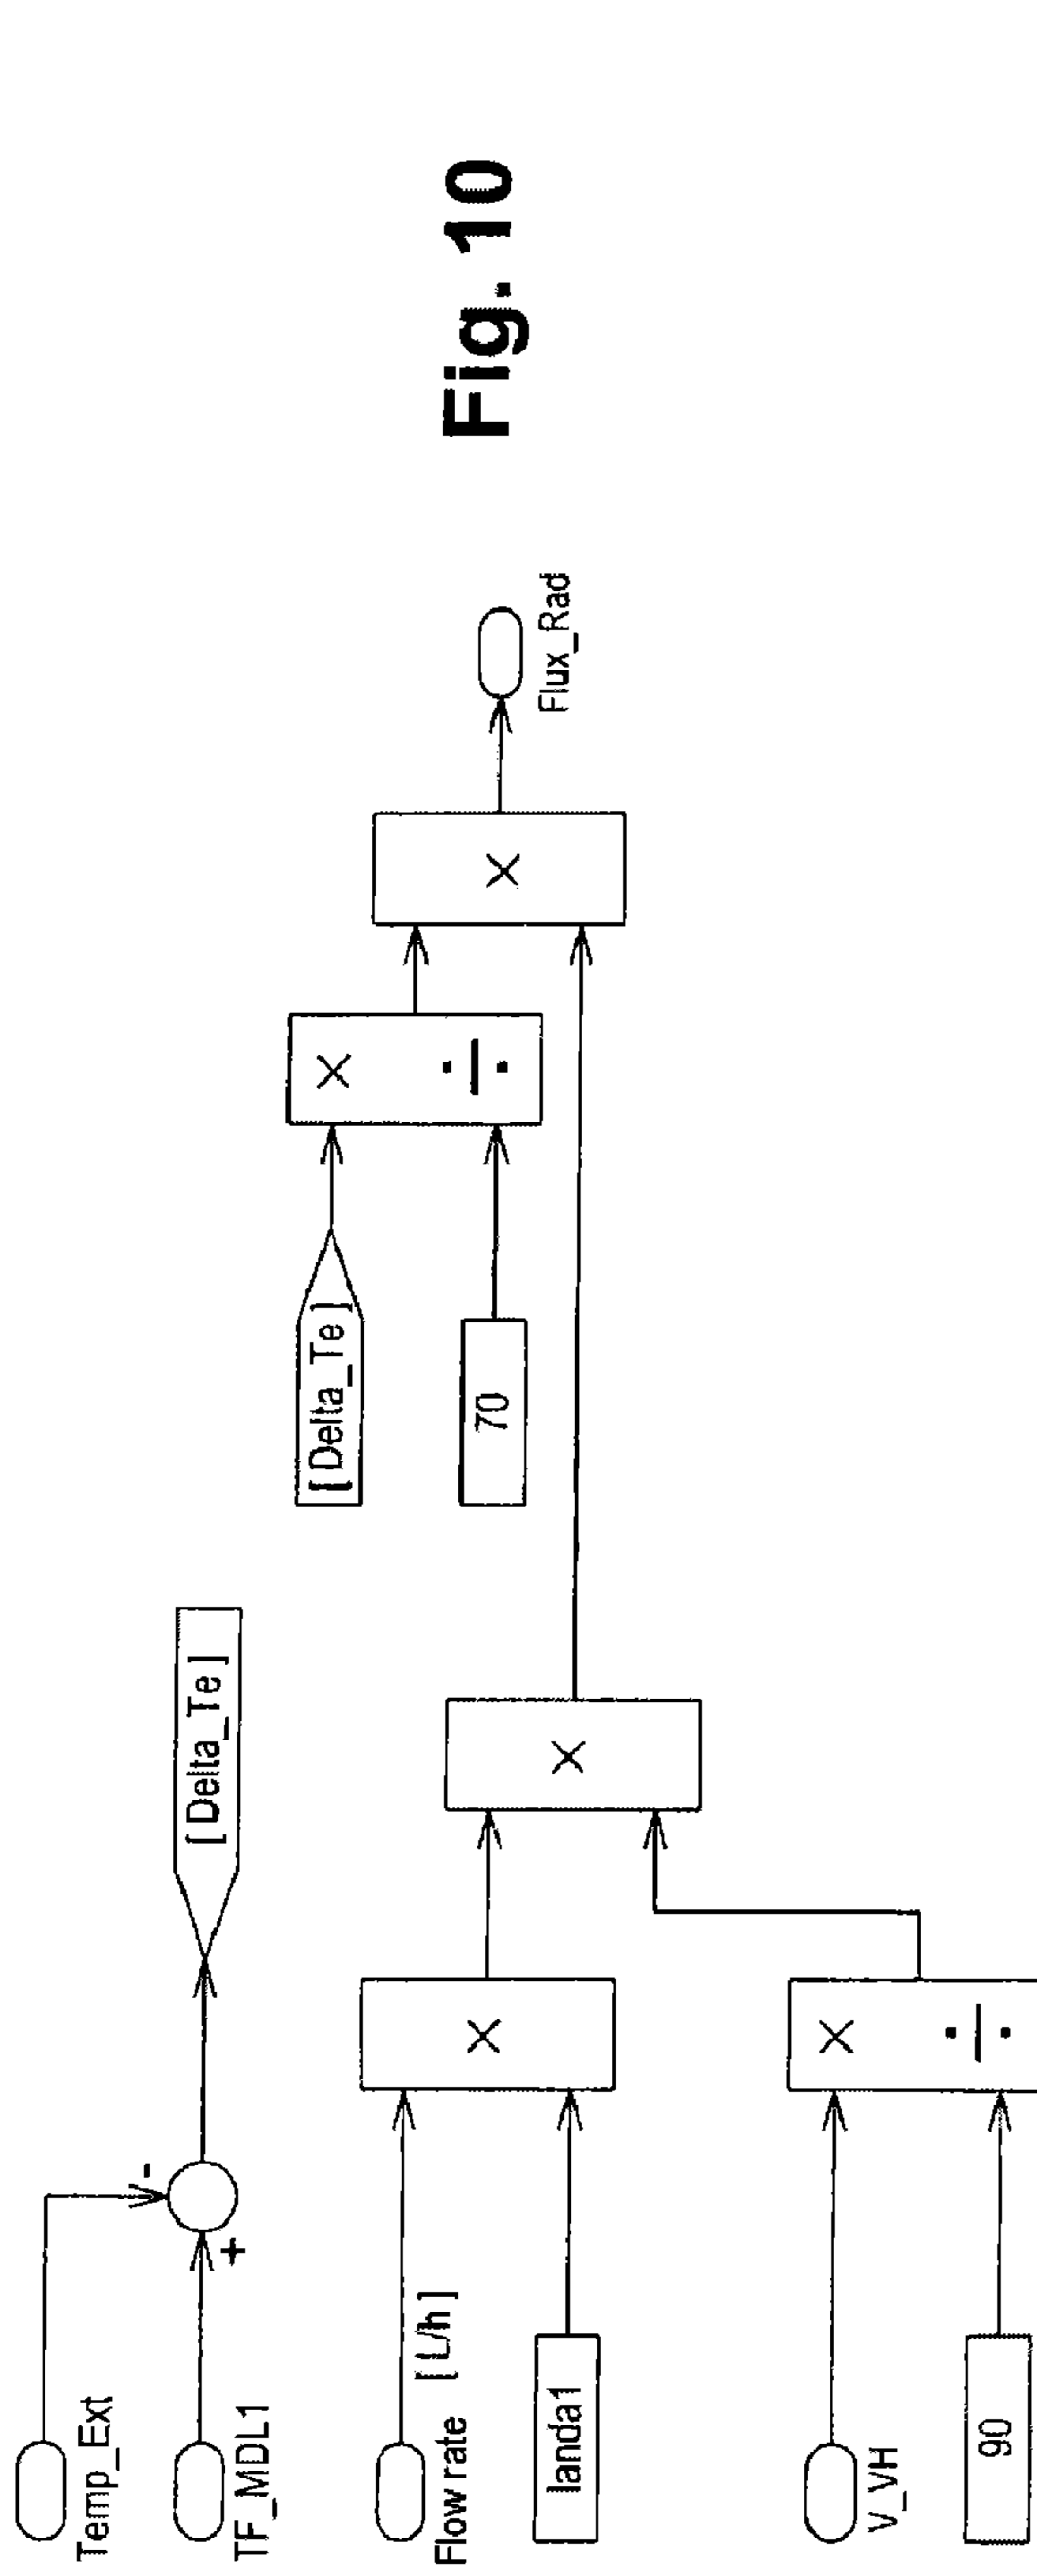 Temp_Ext
-
TF_MDL1
+
[ Delta_Te ]
Flow rate [ L/h ]
×
landa1
×
V_VH
×
÷
90
[ Delta_Te ]
×
÷
70
×
Flux_Rad
Fig. 10